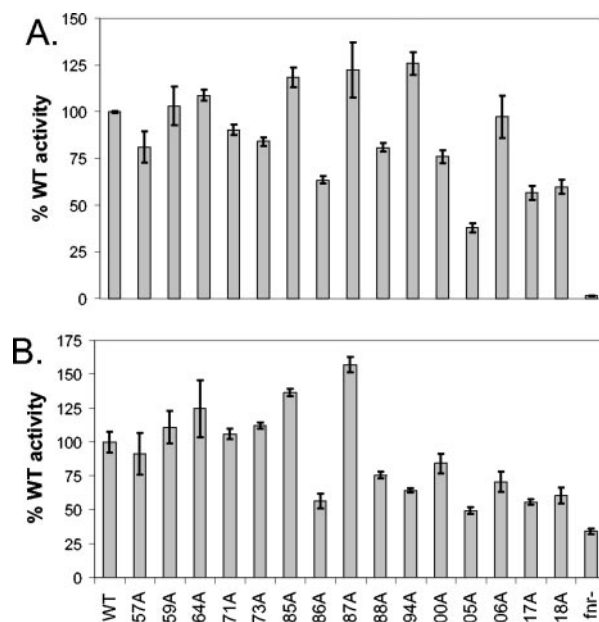 A.
% WT activity
150
125
100
75
50
25
0
B.
% WT activity
175
150
125
100
75
50
25
0
WT
57A
59A
64A
71A
73A
85A
86A
87A
88A
94A
00A
05A
06A
17A
18A
fnr-